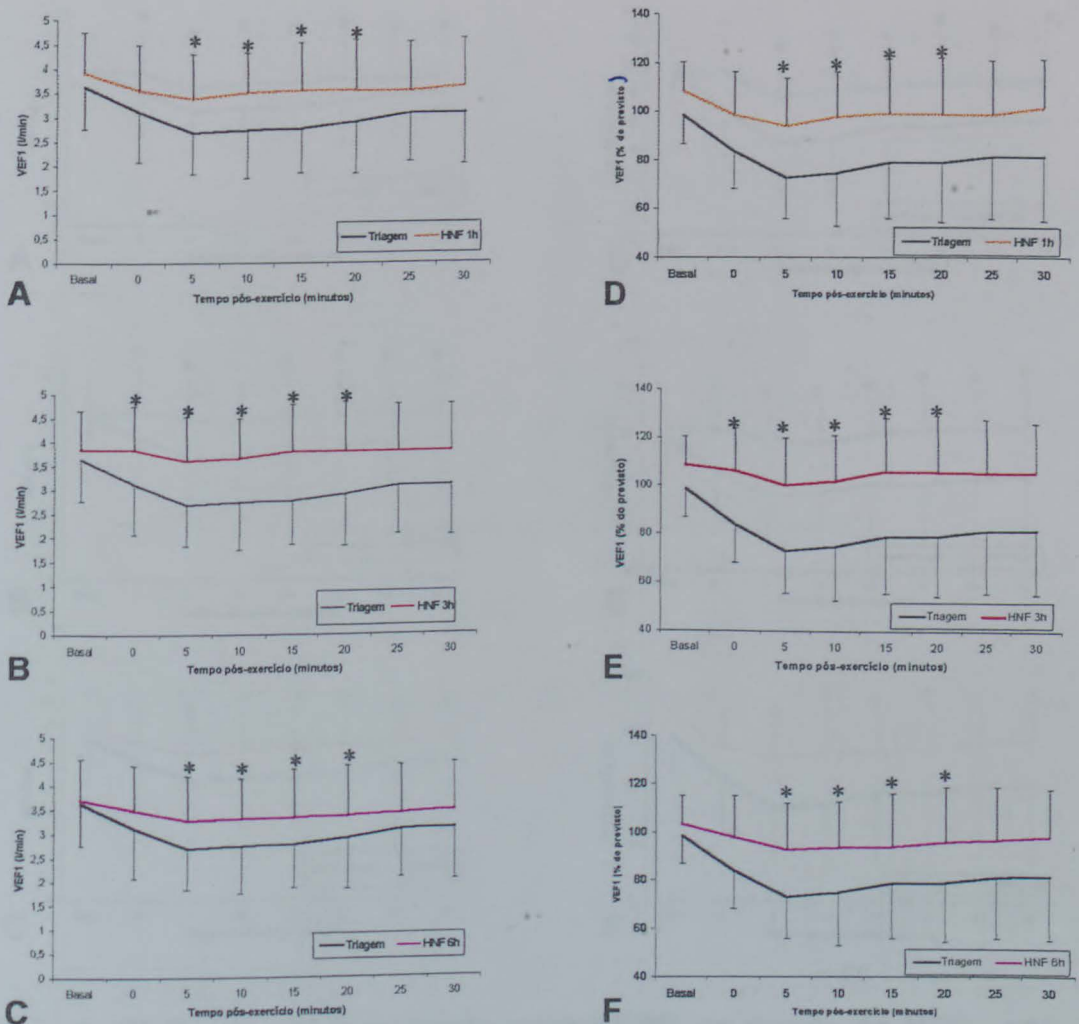 5
4,5
4
3,5
3
2,5
2
1,5
1
0,5
0
VEF1 (l/min)
* * * *
Triagem HNF 1h
Basal 0 5 10 15 20 25 30
Tempo pós-exercício (minutos)
A
140
120
100
80
60
40
VEF1 (% do previsto)
* * * *
Triagem HNF 1h
Basal 0 5 10 15 20 25 30
Tempo pós-exercício (minutos)
D
5
4,5
4
3,5
3
2,5
2
1,5
1
0,5
0
VEF1 (l/min)
* * * * *
Triagem HNF 3h
Basal 0 5 10 15 20 25 30
Tempo pós-exercício (minutos)
B
140
120
100
80
60
40
VEF1 (% do previsto)
* * * * *
Triagem HNF 3h
Basal 0 5 10 15 20 25 30
Tempo pós-exercício (minutos)
E
5
4,5
4
3,5
3
2,5
2
1,5
1
0,5
0
VEF1 (l/min)
* * * *
Triagem HNF 6h
Basal 0 5 10 15 20 25 30
Tempo pós-exercício (minutos)
C
140
120
100
80
60
40
VEF1 (% do previsto)
* * * *
Triagem HNF 6h
Basal 0 5 10 15 20 25 30
Tempo pós-exercício (minutos)
F